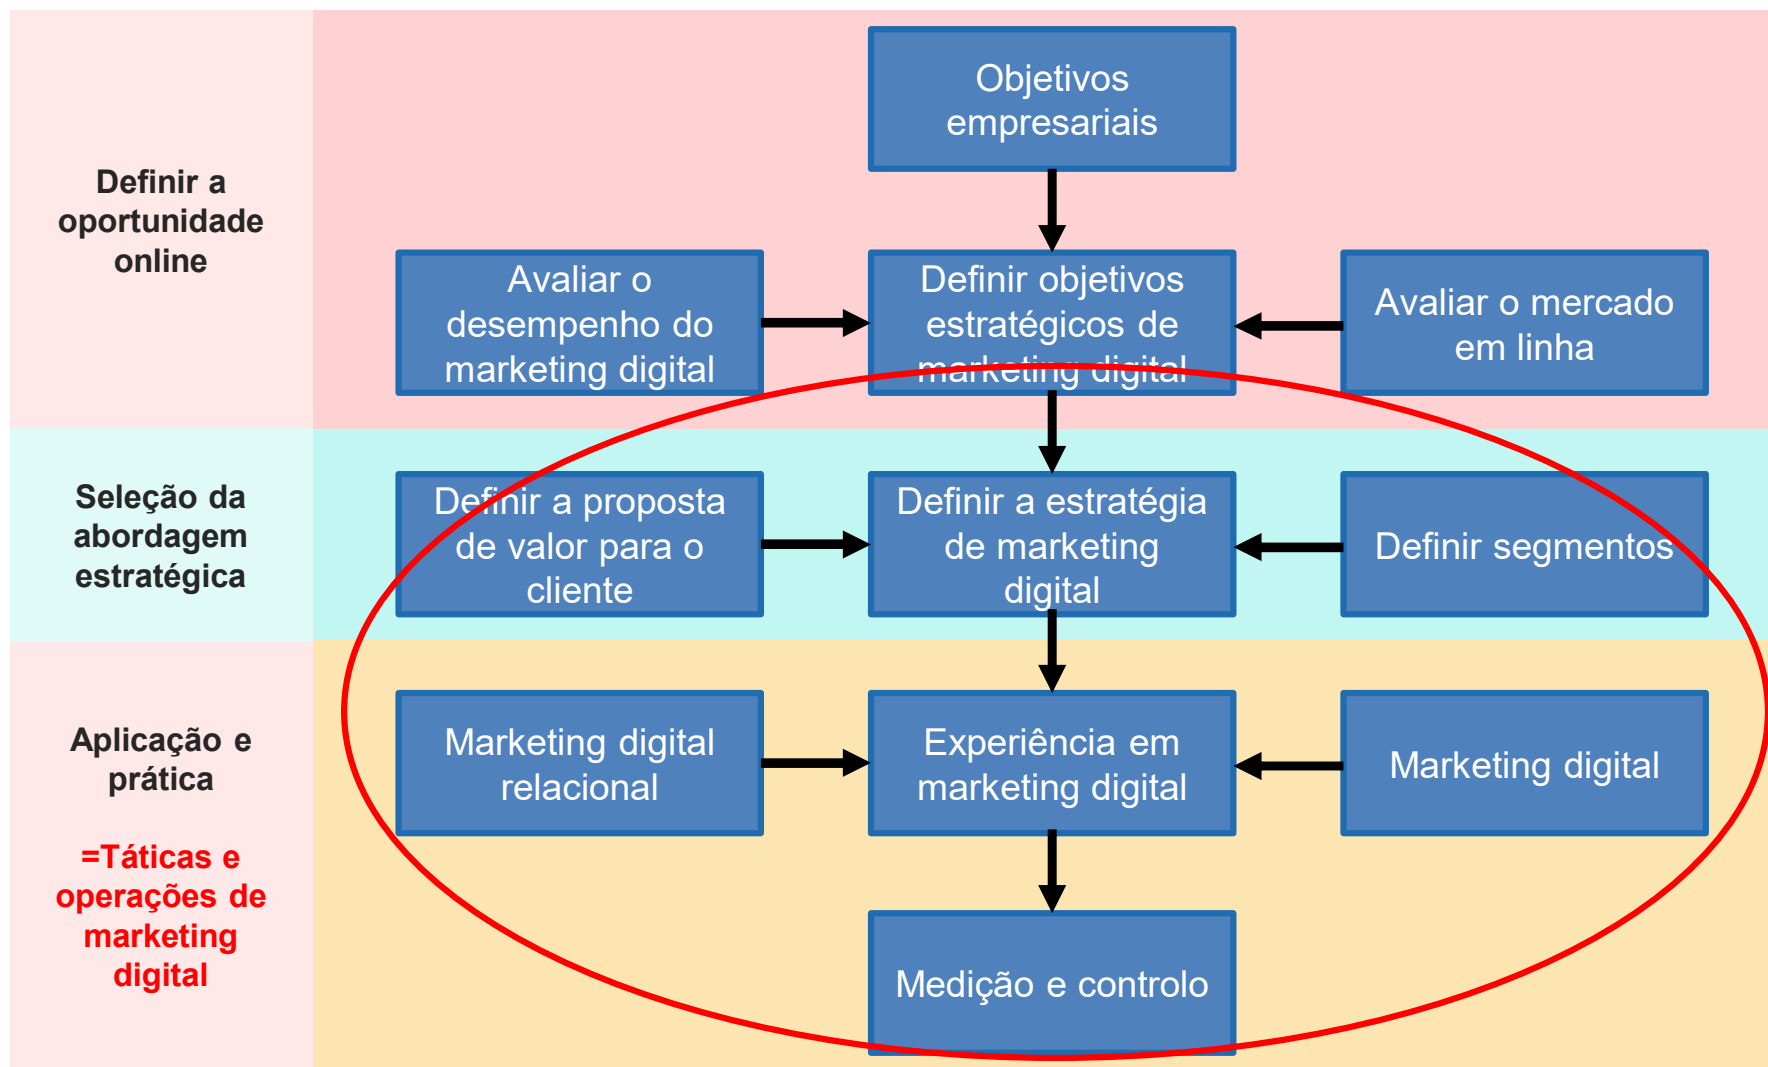 Objetivos
empresariais
Definir a
oportunidade
online
Avaliar o
desempenho do
marketing digital
Definir objetivos
estratégicos de
marketing digital
Avaliar o mercado
em linha
Seleção da
abordagem
estratégica
Definir a proposta
de valor para o
cliente
Definir a estratégia
de marketing
digital
Definir segmentos
Aplicação e
prática
=Táticas e
operações de
marketing
digital
Marketing digital
relacional
Experiência em
marketing digital
Marketing digital
Medição e controlo